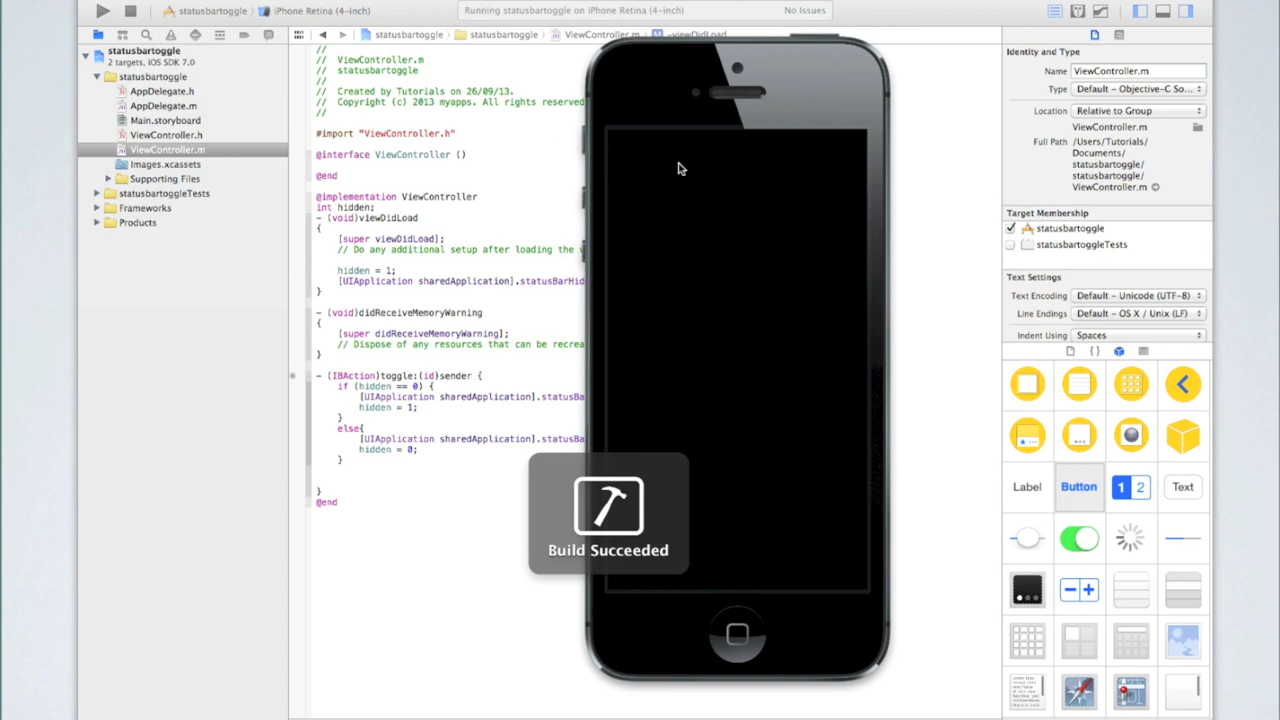 statusbartoggle
iPhone Retina (4-inch)
Running statusbartoggle on iPhone Retina (4-inch)
No Issues
statusbartoggle
2 targets, iOS SDK 7.0
statusbartoggle
AppDelegate.h
AppDelegate.m
Main.storyboard
ViewController.h
ViewController.m
Images.xcassets
Supporting Files
statusbartoggleTests
Frameworks
Products
statusbartoggle
statusbartoggle
ViewController.m
-viewDidLoad
//
// ViewController.m
// statusbartoggle
//
// Created by Tutorials on 26/09/13.
// Copyright (c) 2013 myapps. All rights reserved
//
#import "ViewController.h"
@interface ViewController ()
@end
@implementation ViewController
int hidden;
- (void)viewDidLoad
{
[super viewDidLoad];
// Do any additional setup after loading the v
hidden = 1;
[UIApplication sharedApplication].statusBarHid
}
- (void)didReceiveMemoryWarning
{
[super didReceiveMemoryWarning];
// Dispose of any resources that can be recrea
}
- (IBAction)toggle:(id)sender {
if (hidden == 0) {
[UIApplication sharedApplication].statusBa
hidden = 1;
}
else{
[UIApplication sharedApplication].statusBa
hidden = 0;
}
}
@end
Build Succeeded
Identity and Type
Name ViewController.m
Type Default - Objective-C So...
Location Relative to Group
ViewController.m
Full Path /Users/Tutorials/
Documents/
statusbartoggle/
statusbartoggle/
ViewController.m
Target Membership
statusbartoggle
statusbartoggleTests
Text Settings
Text Encoding Default - Unicode (UTF-8)
Line Endings Default - OS X / Unix (LF)
Indent Using Spaces
Label
Button
1 2
Text